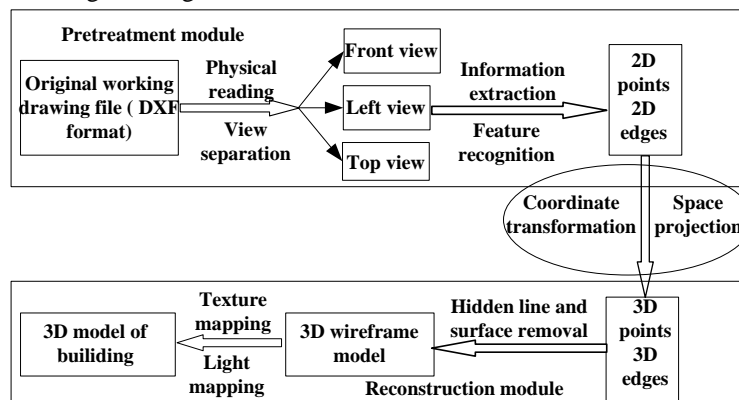 Pretreatment module
Original working
drawing file ( DXF
format)
Physical
reading
View
separation
Front view
Left view
Top view
Information
extraction
Feature
recognition
2D
points
2D
edges
Coordinate
transformation
Space
projection
3D
points
3D
edges
Hidden line and
surface removal
Reconstruction module
3D wireframe
model
Texture
mapping
Light
mapping
3D model of
builiding